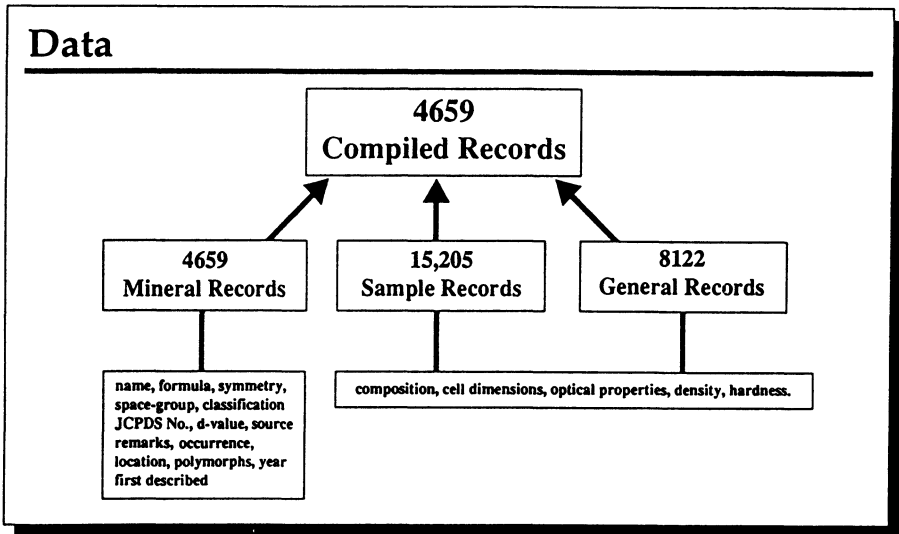 Data
4659
Compiled Records
4659
Mineral Records
15,205
Sample Records
8122
General Records
name, formula, symmetry,
space-group, classification
JCPDS No., d-value, source
remarks, occurrence,
location, polymorphs, year
first described
composition, cell dimensions, optical properties, density, hardness.